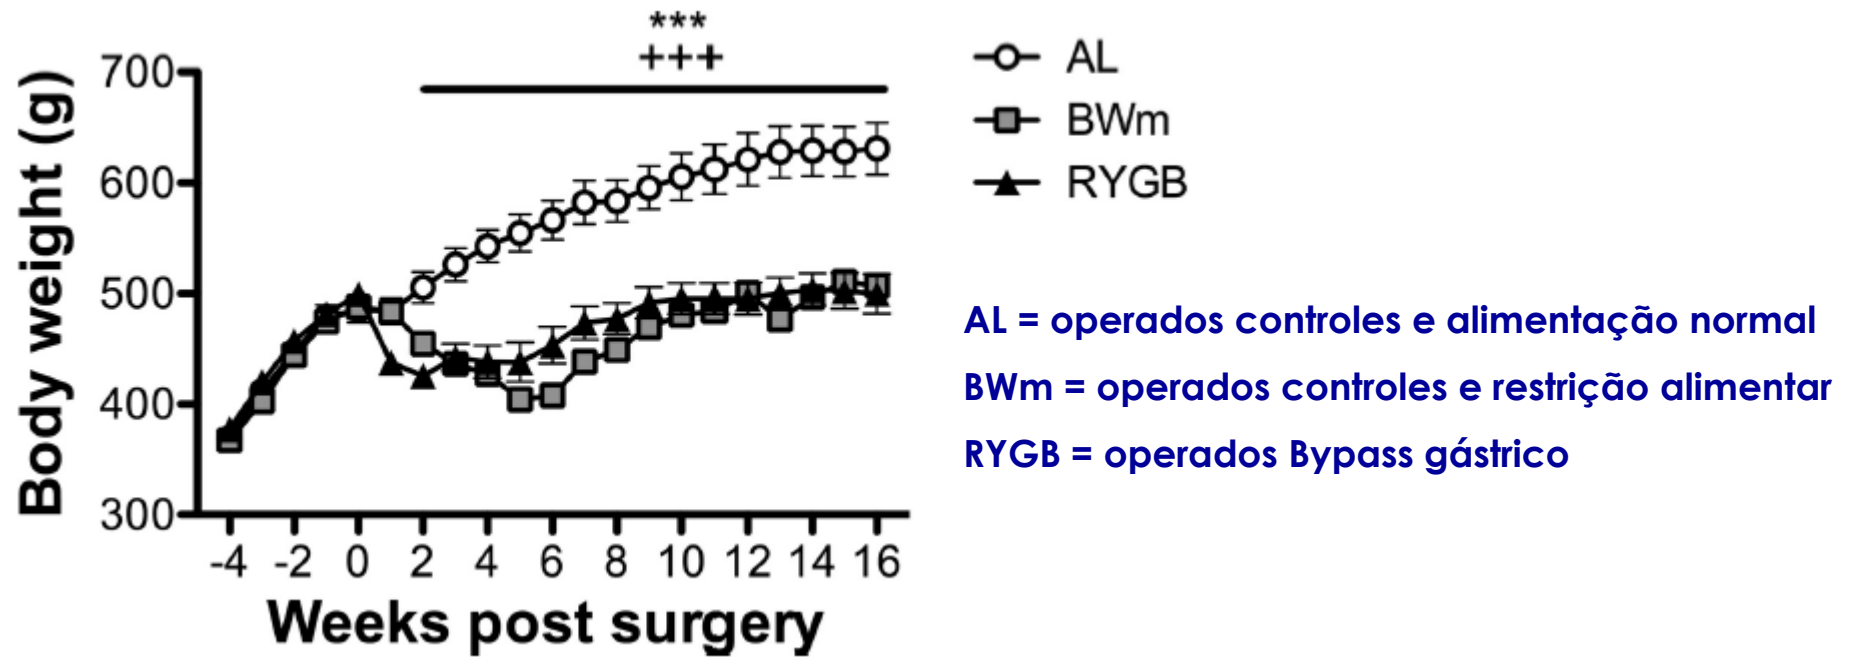 ***
+++
700
600
500
400
300
Body weight (g)
-4 -2 0 2 4 6 8 10 12 14 16
Weeks post surgery
AL
BWm
RYGB
AL = operados controles e alimentação normal
BWm = operados controles e restrição alimentar
RYGB = operados Bypass gástrico